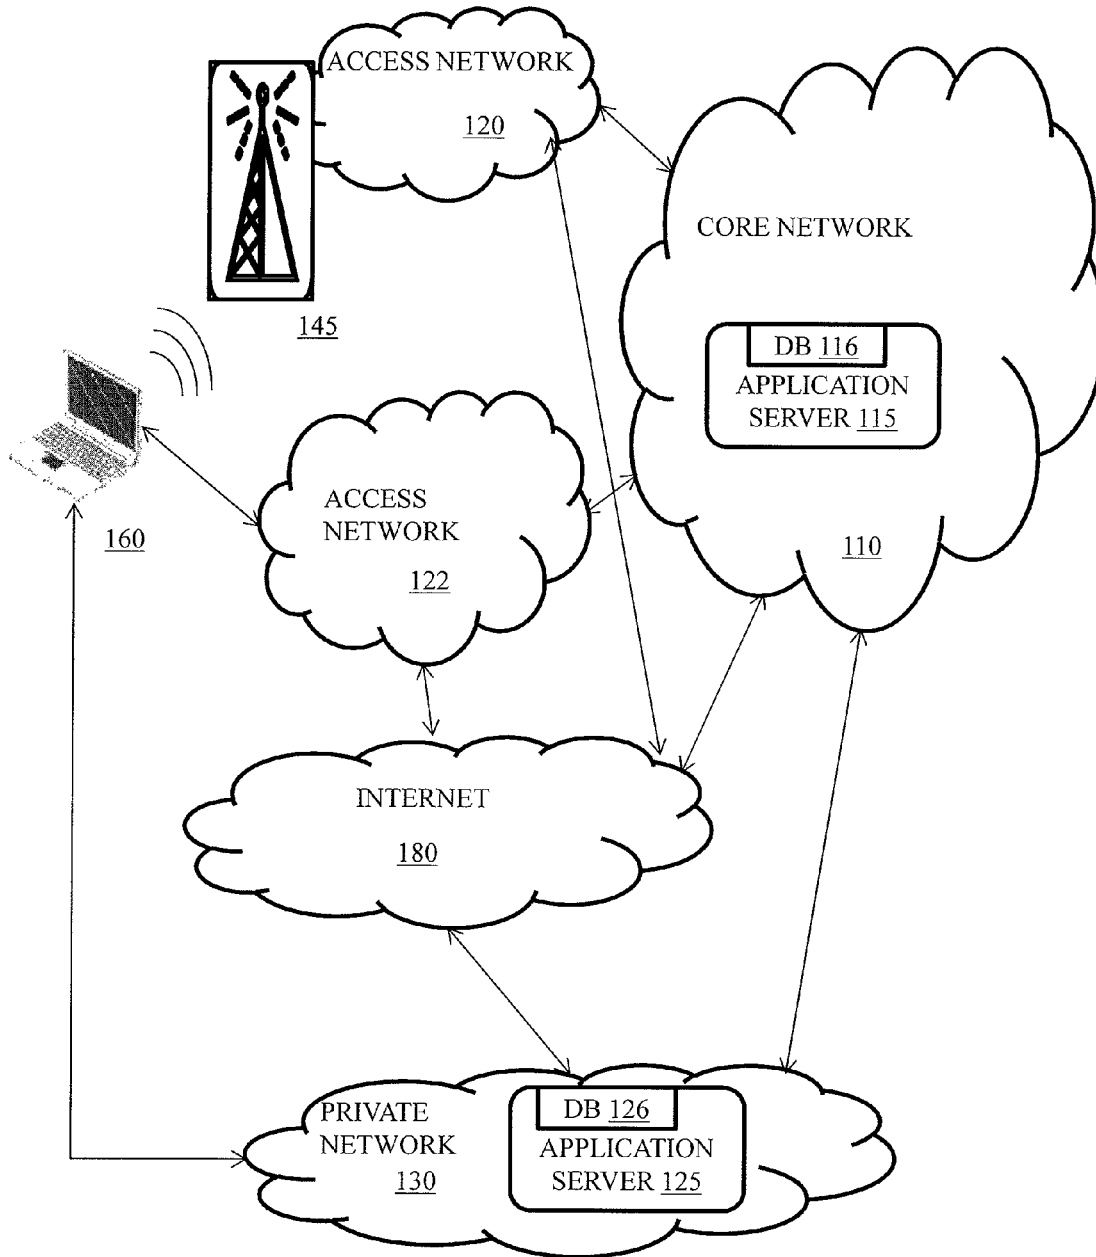 ACCESS NETWORK
120
CORE NETWORK
145
DB 116
APPLICATION
SERVER 115
ACCESS
NETWORK
160
122
110
INTERNET
180
PRIVATE
NETWORK
130
DB 126
APPLICATION
SERVER 125